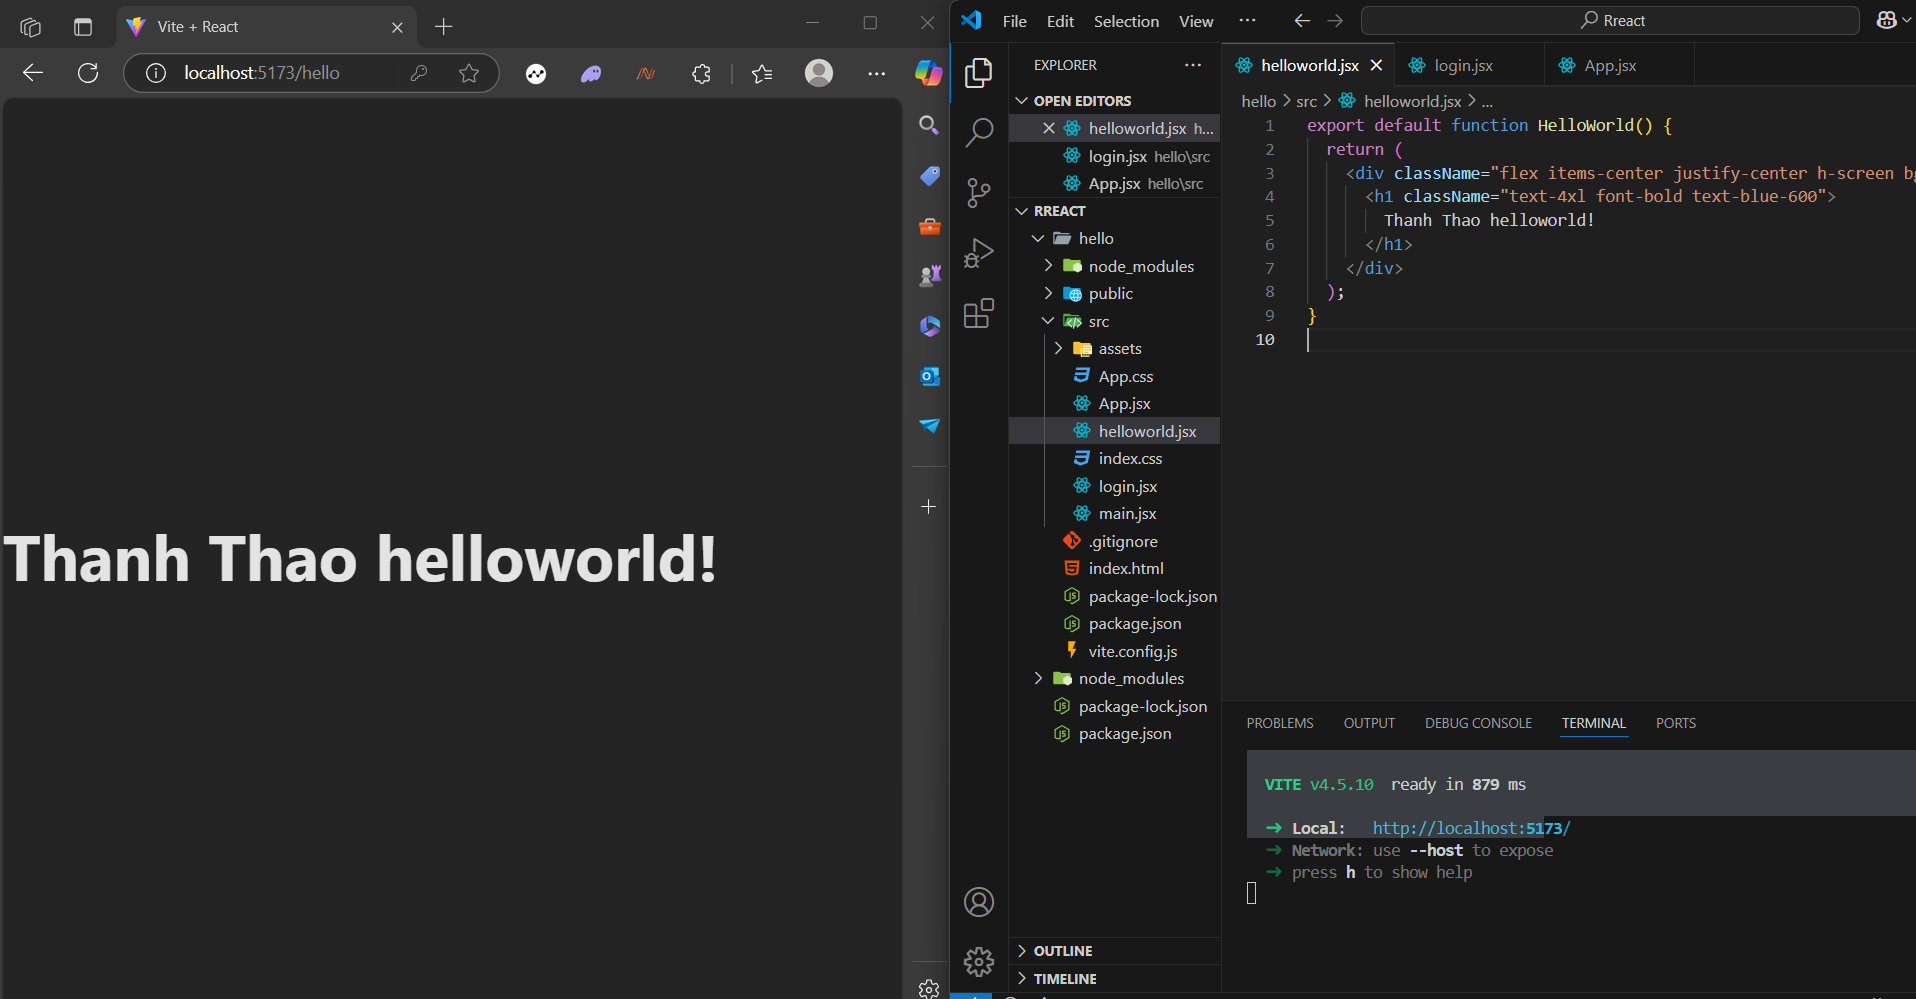 Vite + React
localhost:5173/hello
Thanh Thao helloworld!
File Edit Selection View ...
Rreact
EXPLORER
OPEN EDITORS
helloworld.jsx h...
login.jsx hello\src
App.jsx hello\src
RREACT
hello
node_modules
public
src
assets
App.css
App.jsx
helloworld.jsx
index.css
login.jsx
main.jsx
.gitignore
index.html
package-lock.json
package.json
vite.config.js
node_modules
package-lock.json
package.json
OUTLINE
TIMELINE
helloworld.jsx login.jsx App.jsx
hello > src > helloworld.jsx > ...
1 export default function HelloWorld() {
2 return (
3 <div className="flex items-center justify-center h-screen bg
4 <h1 className="text-4xl font-bold text-blue-600">
5 Thanh Thao helloworld!
6 </h1>
7 </div>
8 );
9 }
10
PROBLEMS OUTPUT DEBUG CONSOLE TERMINAL PORTS
VITE v4.5.10 ready in 879 ms
➜ Local: http://localhost:5173/
➜ Network: use --host to expose
➜ press h to show help